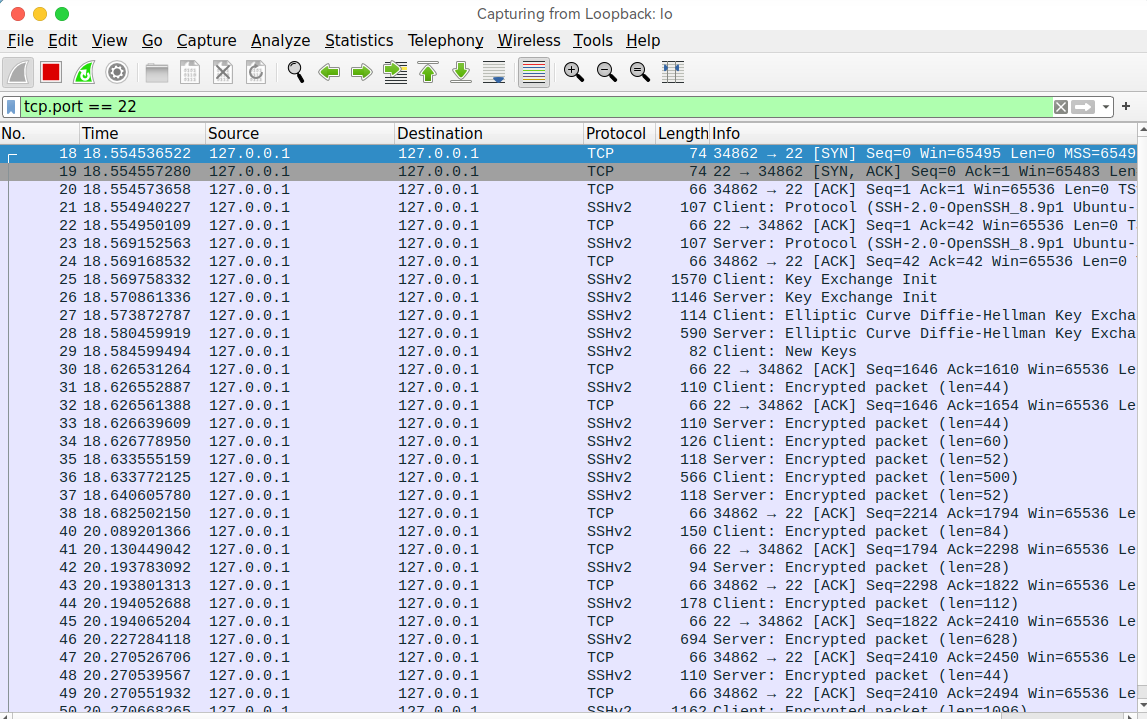 Capturing from Loopback: lo
File Edit View Go Capture Analyze Statistics Telephony Wireless Tools Help
tcp.port == 22
No. Time Source Destination Protocol Length Info
18 18.554536522 127.0.0.1 127.0.0.1 TCP 74 34862 → 22 [SYN] Seq=0 Win=65495 Len=0 MSS=6549
19 18.554557280 127.0.0.1 127.0.0.1 TCP 74 22 → 34862 [SYN, ACK] Seq=0 Ack=1 Win=65483 Len
20 18.554573658 127.0.0.1 127.0.0.1 TCP 66 34862 → 22 [ACK] Seq=1 Ack=1 Win=65536 Len=0 TS
21 18.554940227 127.0.0.1 127.0.0.1 SSHv2 107 Client: Protocol (SSH-2.0-OpenSSH_8.9p1 Ubuntu-
22 18.554950109 127.0.0.1 127.0.0.1 TCP 66 22 → 34862 [ACK] Seq=1 Ack=42 Win=65536 Len=0 T
23 18.569152563 127.0.0.1 127.0.0.1 SSHv2 107 Server: Protocol (SSH-2.0-OpenSSH_8.9p1 Ubuntu-
24 18.569168532 127.0.0.1 127.0.0.1 TCP 66 34862 → 22 [ACK] Seq=42 Ack=42 Win=65536 Len=0
25 18.569758332 127.0.0.1 127.0.0.1 SSHv2 1570 Client: Key Exchange Init
26 18.570861336 127.0.0.1 127.0.0.1 SSHv2 1146 Server: Key Exchange Init
27 18.573872787 127.0.0.1 127.0.0.1 SSHv2 114 Client: Elliptic Curve Diffie-Hellman Key Excha
28 18.580459919 127.0.0.1 127.0.0.1 SSHv2 590 Server: Elliptic Curve Diffie-Hellman Key Excha
29 18.584599494 127.0.0.1 127.0.0.1 SSHv2 82 Client: New Keys
30 18.626531264 127.0.0.1 127.0.0.1 TCP 66 22 → 34862 [ACK] Seq=1646 Ack=1610 Win=65536 Le
31 18.626552887 127.0.0.1 127.0.0.1 SSHv2 110 Client: Encrypted packet (len=44)
32 18.626561388 127.0.0.1 127.0.0.1 TCP 66 22 → 34862 [ACK] Seq=1646 Ack=1654 Win=65536 Le
33 18.626639609 127.0.0.1 127.0.0.1 SSHv2 110 Server: Encrypted packet (len=44)
34 18.626778950 127.0.0.1 127.0.0.1 SSHv2 126 Client: Encrypted packet (len=60)
35 18.633555159 127.0.0.1 127.0.0.1 SSHv2 118 Server: Encrypted packet (len=52)
36 18.633772125 127.0.0.1 127.0.0.1 SSHv2 566 Client: Encrypted packet (len=500)
37 18.640605780 127.0.0.1 127.0.0.1 SSHv2 118 Server: Encrypted packet (len=52)
38 18.682502150 127.0.0.1 127.0.0.1 TCP 66 34862 → 22 [ACK] Seq=2214 Ack=1794 Win=65536 Le
40 20.089201366 127.0.0.1 127.0.0.1 SSHv2 150 Client: Encrypted packet (len=84)
41 20.130449042 127.0.0.1 127.0.0.1 TCP 66 22 → 34862 [ACK] Seq=1794 Ack=2298 Win=65536 Le
42 20.193783092 127.0.0.1 127.0.0.1 SSHv2 94 Server: Encrypted packet (len=28)
43 20.193801313 127.0.0.1 127.0.0.1 TCP 66 34862 → 22 [ACK] Seq=2298 Ack=1822 Win=65536 Le
44 20.194052688 127.0.0.1 127.0.0.1 SSHv2 178 Client: Encrypted packet (len=112)
45 20.194065204 127.0.0.1 127.0.0.1 TCP 66 22 → 34862 [ACK] Seq=1822 Ack=2410 Win=65536 Le
46 20.227284118 127.0.0.1 127.0.0.1 SSHv2 694 Server: Encrypted packet (len=628)
47 20.270526706 127.0.0.1 127.0.0.1 TCP 66 34862 → 22 [ACK] Seq=2410 Ack=2450 Win=65536 Le
48 20.270539567 127.0.0.1 127.0.0.1 SSHv2 110 Server: Encrypted packet (len=44)
49 20.270551932 127.0.0.1 127.0.0.1 TCP 66 34862 → 22 [ACK] Seq=2410 Ack=2494 Win=65536 Le
50 20.270668265 127.0.0.1 127.0.0.1 SSHv2 1162 Client: Encrypted packet (len=1096)